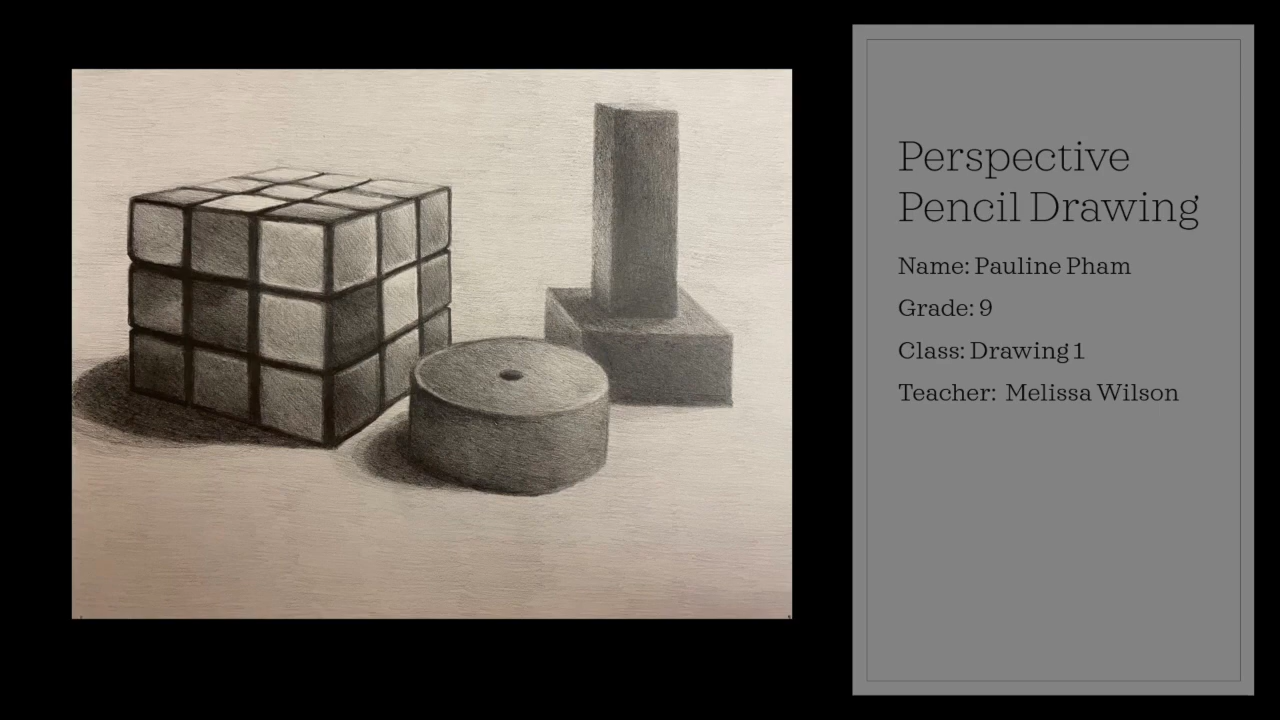 Perspective
Pencil Drawing
Name: Pauline Pham
Grade: 9
Class: Drawing 1
Teacher: Melissa Wilson